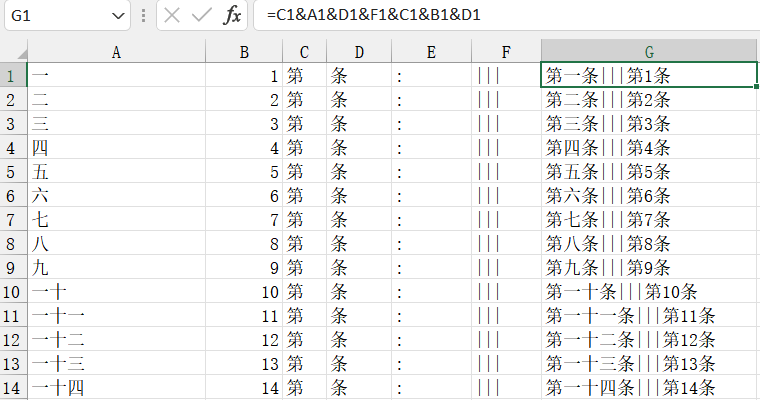 G1 fx =C1&A1&D1&F1&C1&B1&D1
A B C D E F G
1 一 1 第 条 : ||| 第一条|||第1条
2 二 2 第 条 : ||| 第二条|||第2条
3 三 3 第 条 : ||| 第三条|||第3条
4 四 4 第 条 : ||| 第四条|||第4条
5 五 5 第 条 : ||| 第五条|||第5条
6 六 6 第 条 : ||| 第六条|||第6条
7 七 7 第 条 : ||| 第七条|||第7条
8 八 8 第 条 : ||| 第八条|||第8条
9 九 9 第 条 : ||| 第九条|||第9条
10 一十 10 第 条 : ||| 第一十条|||第10条
11 一十一 11 第 条 : ||| 第一十一条|||第11条
12 一十二 12 第 条 : ||| 第一十二条|||第12条
13 一十三 13 第 条 : ||| 第一十三条|||第13条
14 一十四 14 第 条 : ||| 第一十四条|||第14条